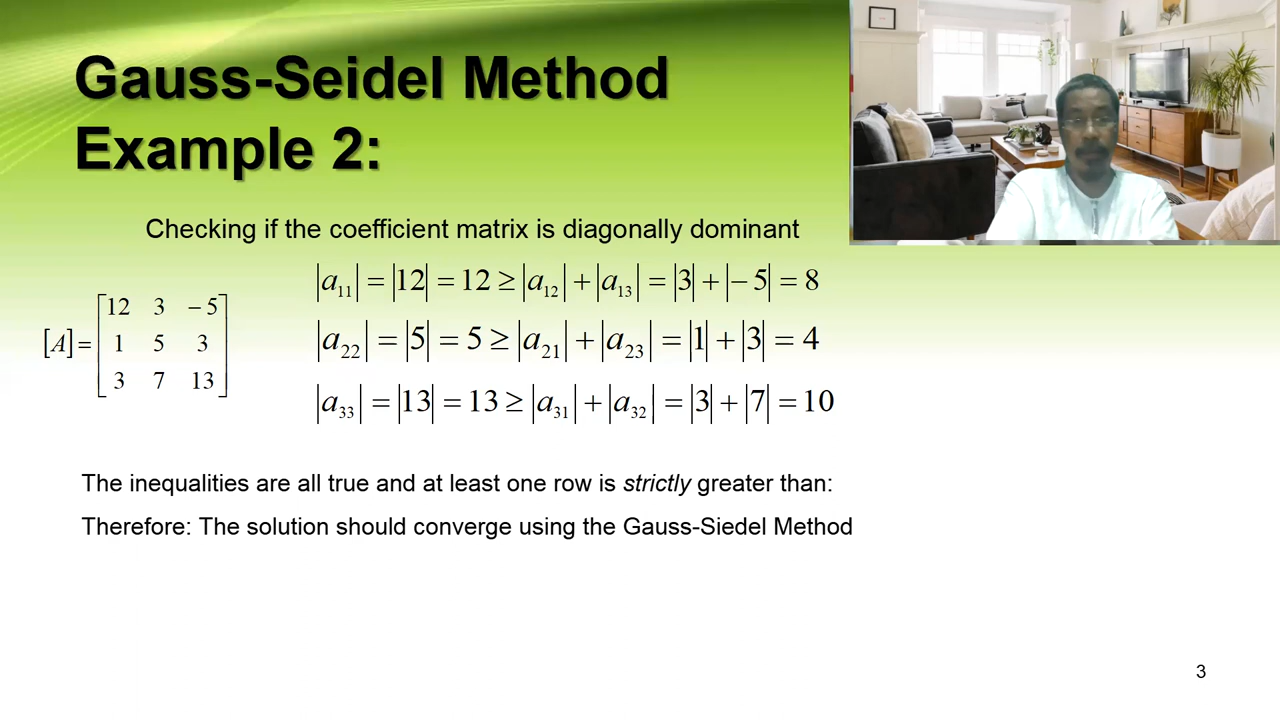 Gauss-Seidel Method
Example 2:
Checking if the coefficient matrix is diagonally dominant
[A] = [12 3 −5
1 5 3
3 7 13]
|a₁₁| = |12| = 12 ≥ |a₁₂| + |a₁₃| = |3| + |−5| = 8
|a₂₂| = |5| = 5 ≥ |a₂₁| + |a₂₃| = |1| + |3| = 4
|a₃₃| = |13| = 13 ≥ |a₃₁| + |a₃₂| = |3| + |7| = 10
The inequalities are all true and at least one row is strictly greater than:
Therefore: The solution should converge using the Gauss-Siedel Method
3